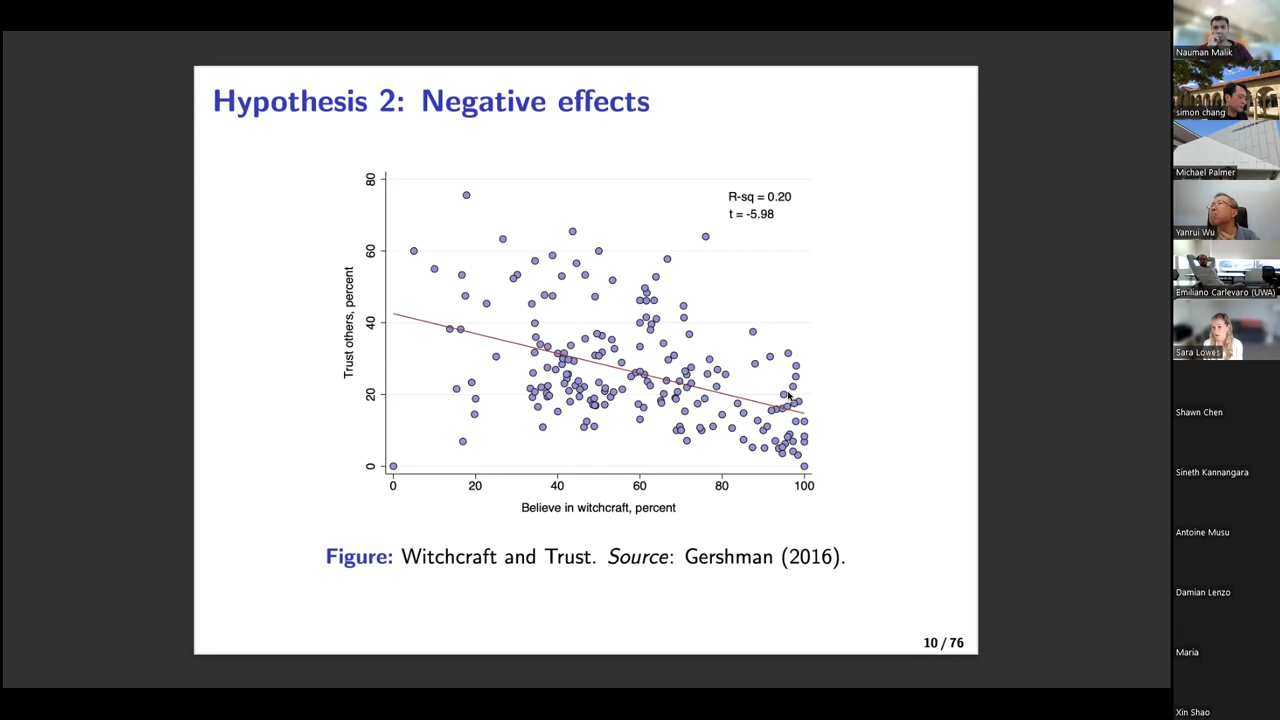 Hypothesis 2: Negative effects
80
60
40
20
0
Trust others, percent
R-sq = 0.20
t = -5.98
0 20 40 60 80 100
Believe in witchcraft, percent
Figure: Witchcraft and Trust. Source: Gershman (2016).
10 / 76
Nauman Malik
simon chang
Michael Palmer
Yanrui Wu
Emiliano Carlevaro (UWA)
Sara Lowes
Shawn Chen
Sineth Kannangara
Antoine Musu
Damian Lenzo
Maria
Xin Shao